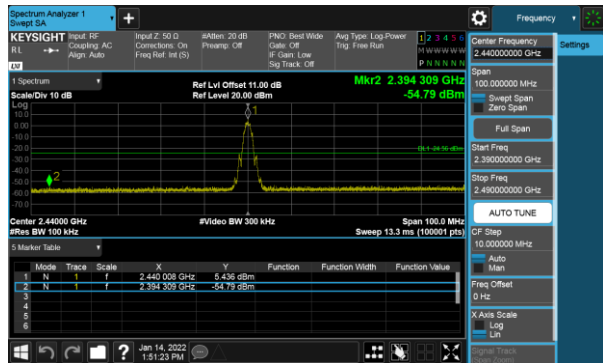 Spectrum Analyzer 1
Swept SA
+
Frequency
KEYSIGHT
RL
Input: RF
Coupling: AC
Align: Auto
Input Z: 50 Ω
Corrections: On
Freq Ref: Int (S)
#Atten: 20 dB
Preamp: Off
PNO: Best Wide
Gate: Off
IF Gain: Low
Sig Track: Off
Avg Type: Log-Power
Trig: Free Run
1 2 3 4 5 6
M W W W W W
P N N N N N
LXI
1 Spectrum
Scale/Div 10 dB
Ref Lvl Offset 11.00 dB
Ref Level 20.00 dBm
Mkr2 2.394 309 GHz
-54.79 dBm
Log
10.0
0.00
-10.0
-20.0
-30.0
-40.0
-50.0
-60.0
-70.0
1
2
DL1 -24.56 dBm
Center 2.44000 GHz
#Res BW 100 kHz
#Video BW 300 kHz
Span 100.0 MHz
Sweep 13.3 ms (100001 pts)
5 Marker Table
Mode Trace Scale X Y Function Function Width Function Value
1 N 1 f 2.440 008 GHz 5.436 dBm
2 N 1 f 2.394 309 GHz -54.79 dBm
3
4
5
6
?
Jan 14, 2022
1:51:23 PM
Center Frequency
2.440000000 GHz
Settings
Span
100.000000 MHz
Swept Span
Zero Span
Full Span
Start Freq
2.390000000 GHz
Stop Freq
2.490000000 GHz
AUTO TUNE
CF Step
10.000000 MHz
Auto
Man
Freq Offset
0 Hz
X Axis Scale
Log
Lin
Signal Track
(Span Zoom)